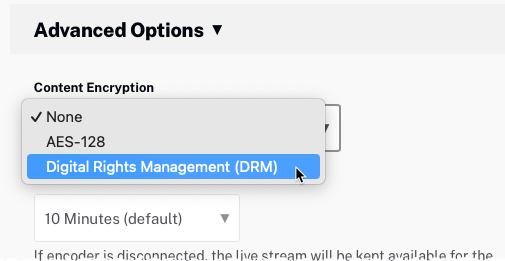 Advanced Options ▼
Content Encryption
✓ None
AES-128
Digital Rights Management (DRM)
10 Minutes (default) ▼
If encoder is disconnected, the live stream will be kept available for the